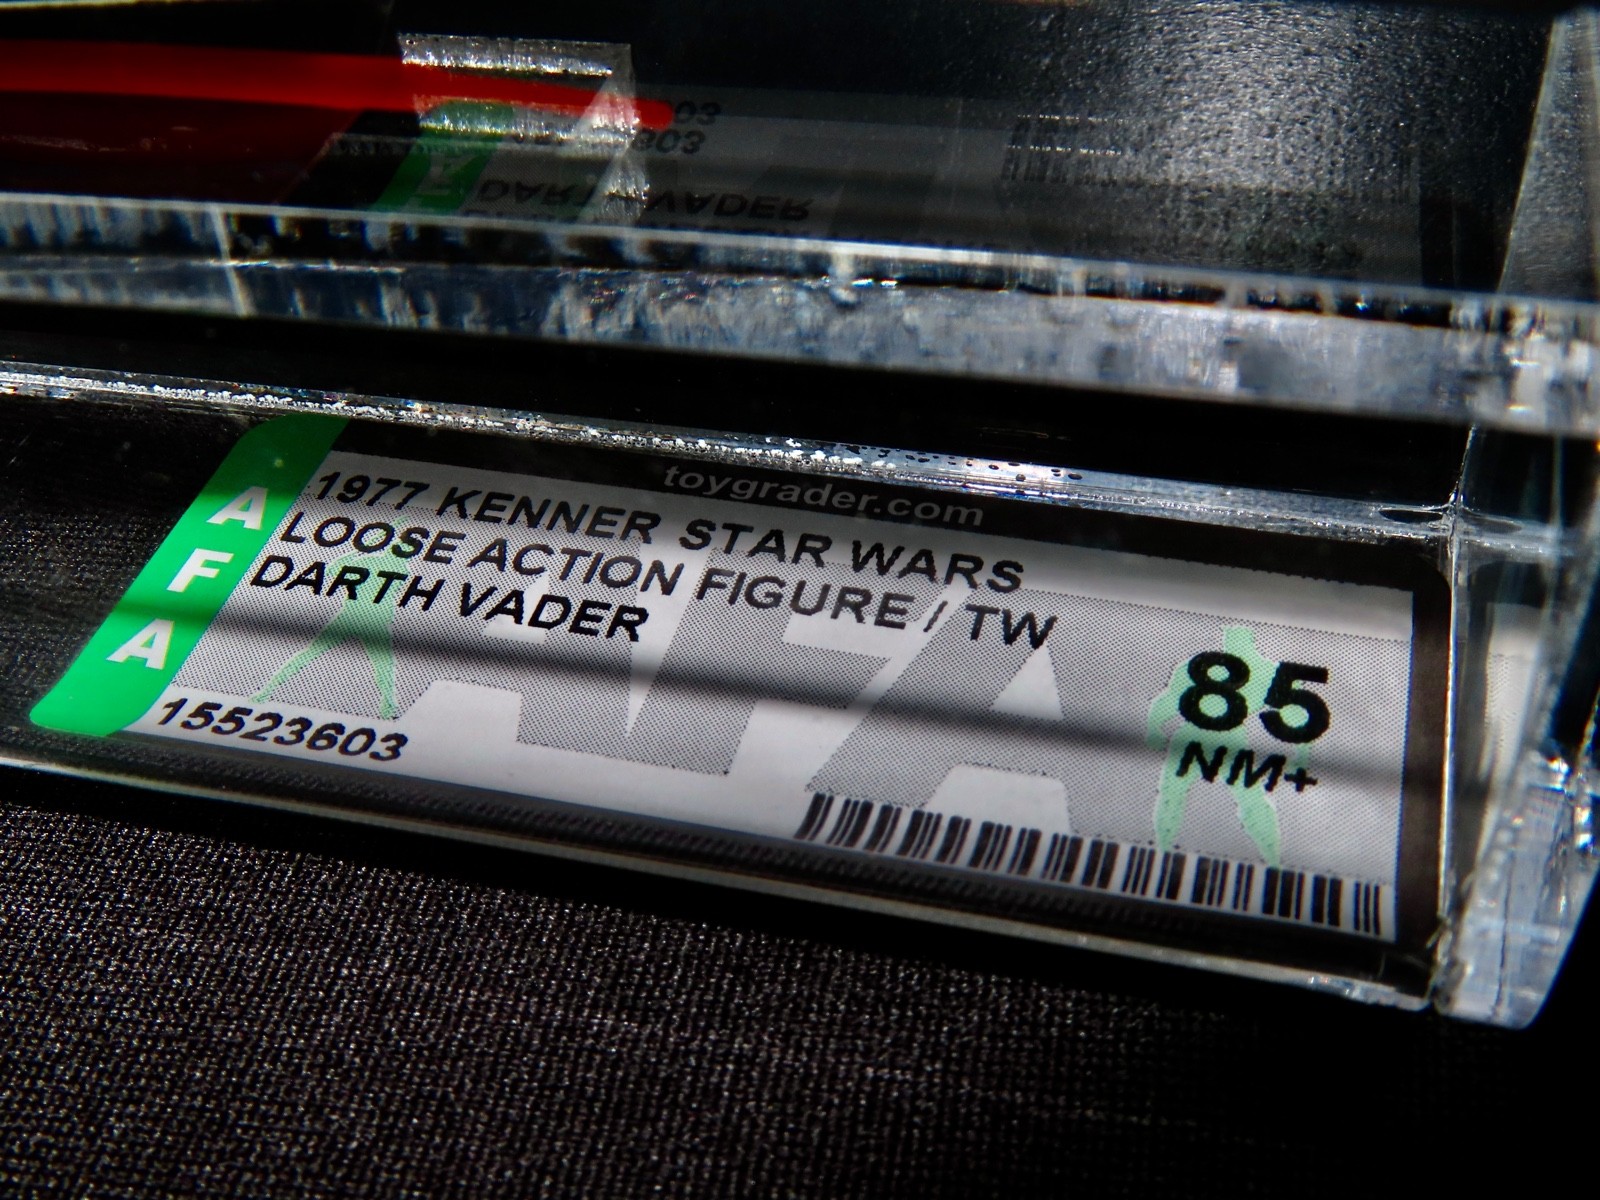 toygrader.com
AFA
1977 KENNER STAR WARS
LOOSE ACTION FIGURE / TW
DARTH VADER
85
NM+
15523603